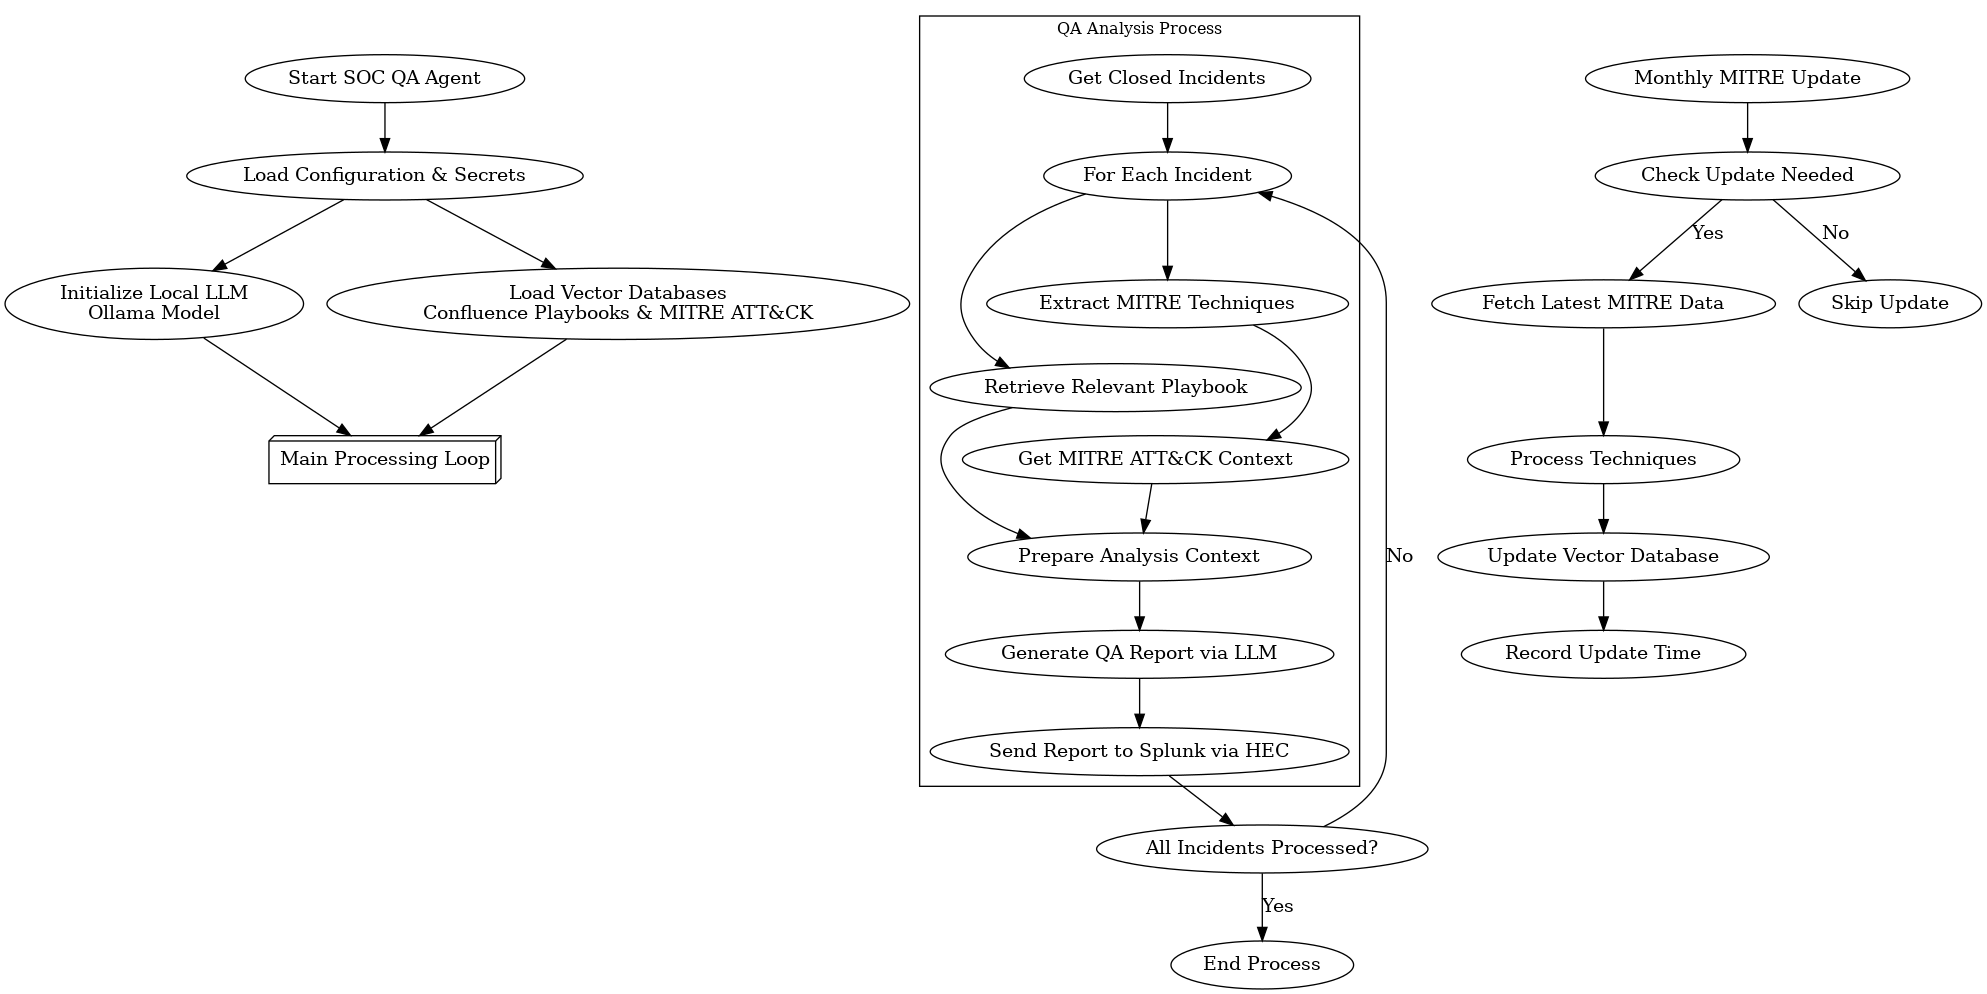 Start SOC QA Agent
Load Configuration & Secrets
Initialize Local LLM
Ollama Model
Load Vector Databases
Confluence Playbooks & MITRE ATT&CK
Main Processing Loop
QA Analysis Process
Get Closed Incidents
For Each Incident
Extract MITRE Techniques
Retrieve Relevant Playbook
Get MITRE ATT&CK Context
Prepare Analysis Context
Generate QA Report via LLM
Send Report to Splunk via HEC
All Incidents Processed?
No
Yes
End Process
Monthly MITRE Update
Check Update Needed
Yes
No
Fetch Latest MITRE Data
Skip Update
Process Techniques
Update Vector Database
Record Update Time